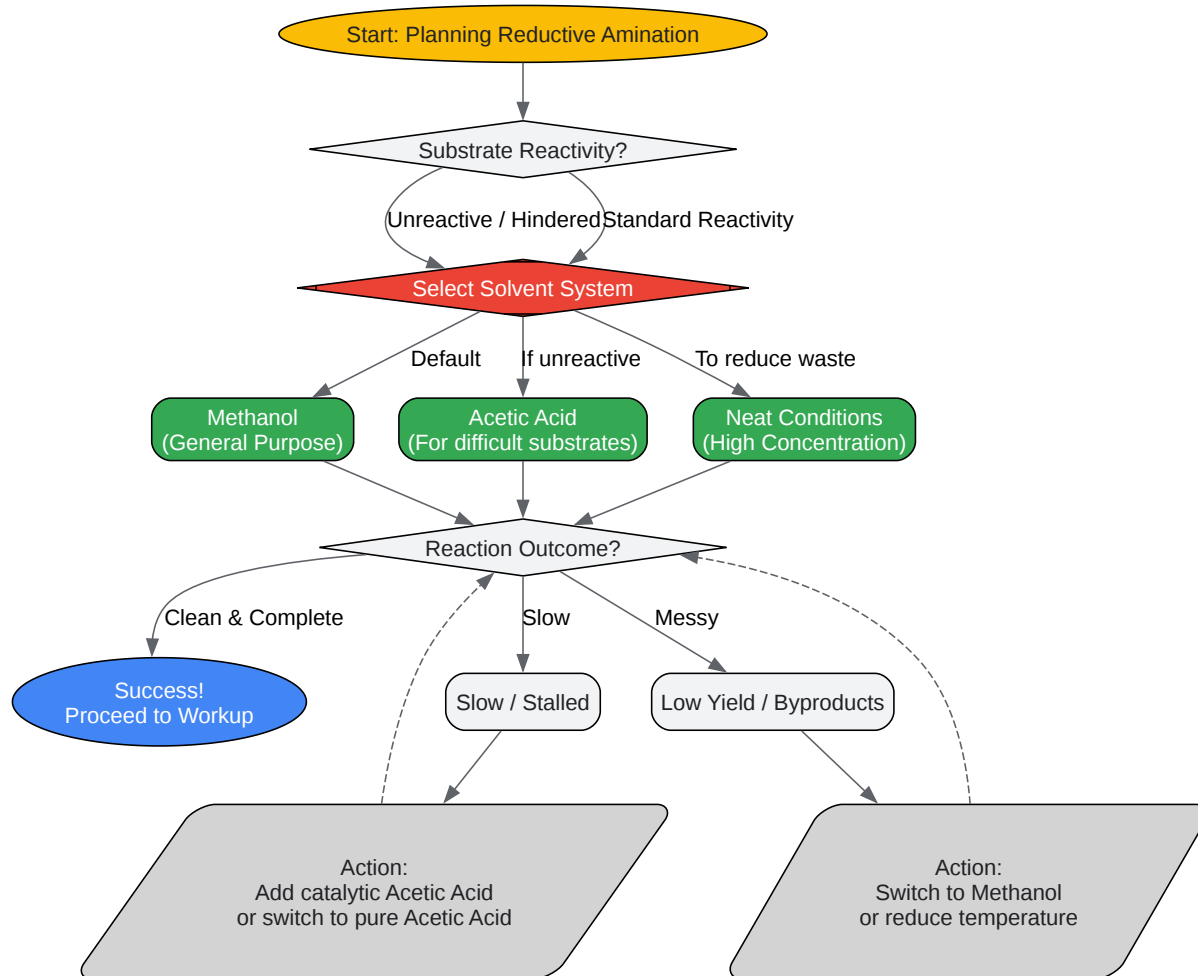 Start: Planning Reductive Amination
Substrate Reactivity?
Unreactive / Hindered
Standard Reactivity
Select Solvent System
Default
If unreactive
To reduce waste
Methanol
(General Purpose)
Acetic Acid
(For difficult substrates)
Neat Conditions
(High Concentration)
Reaction Outcome?
Clean & Complete
Slow
Messy
Success!
Proceed to Workup
Slow / Stalled
Low Yield / Byproducts
Action:
Add catalytic Acetic Acid
or switch to pure Acetic Acid
Action:
Switch to Methanol
or reduce temperature